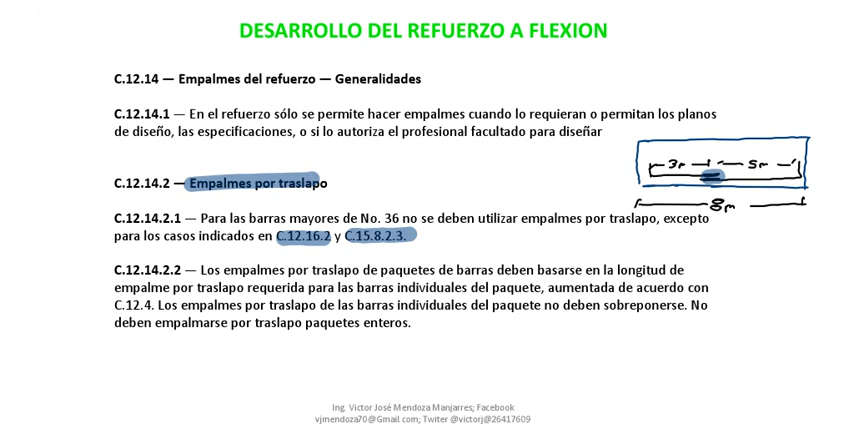 DESARROLLO DEL REFUERZO A FLEXION
C.12.14 — Empalmes del refuerzo — Generalidades
C.12.14.1 — En el refuerzo sólo se permite hacer empalmes cuando lo requieran o permitan los planos
de diseño, las especificaciones, o si lo autoriza el profesional facultado para diseñar
3m 5m
C.12.14.2 — Empalmes por traslapo
8m
C.12.14.2.1 — Para las barras mayores de No. 36 no se deben utilizar empalmes por traslapo, excepto
para los casos indicados en C.12.16.2 y C.15.8.2.3.
C.12.14.2.2 — Los empalmes por traslapo de paquetes de barras deben basarse en la longitud de
empalme por traslapo requerida para las barras individuales del paquete, aumentada de acuerdo con
C.12.4. Los empalmes por traslapo de las barras individuales del paquete no deben sobreponerse. No
deben empalmarse por traslapo paquetes enteros.
Ing. Victor José Mendoza Manjarres; Facebook
vjmendoza70@Gmail com; Twiter @victorj@26417609